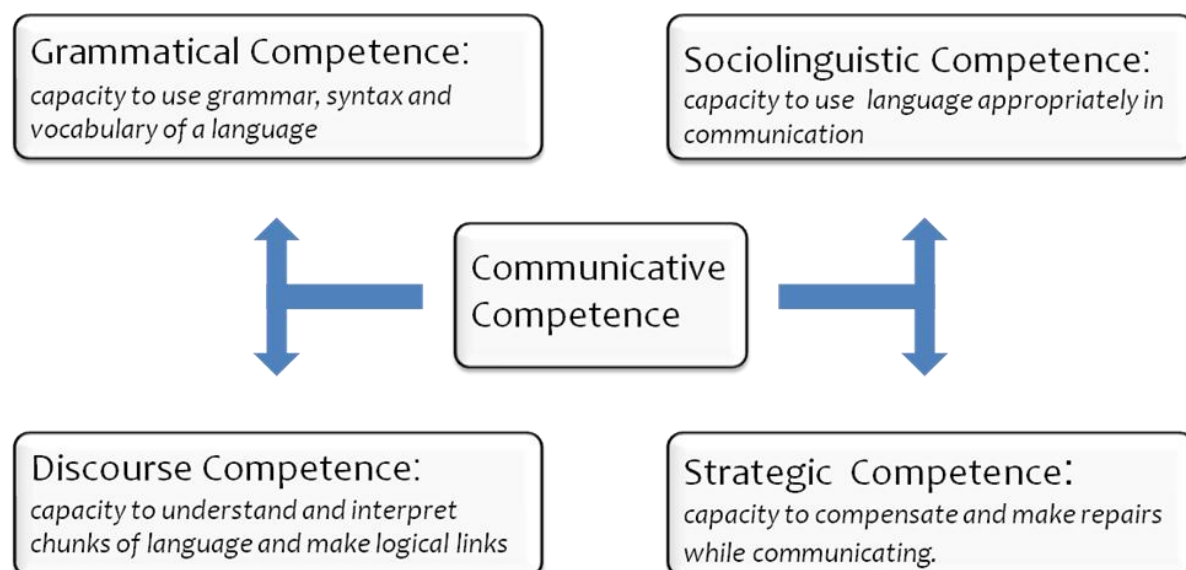 Grammatical Competence:
capacity to use grammar, syntax and
vocabulary of a language
Sociolinguistic Competence:
capacity to use language appropriately in
communication
Communicative
Competence
Discourse Competence:
capacity to understand and interpret
chunks of language and make logical links
Strategic Competence:
capacity to compensate and make repairs
while communicating.